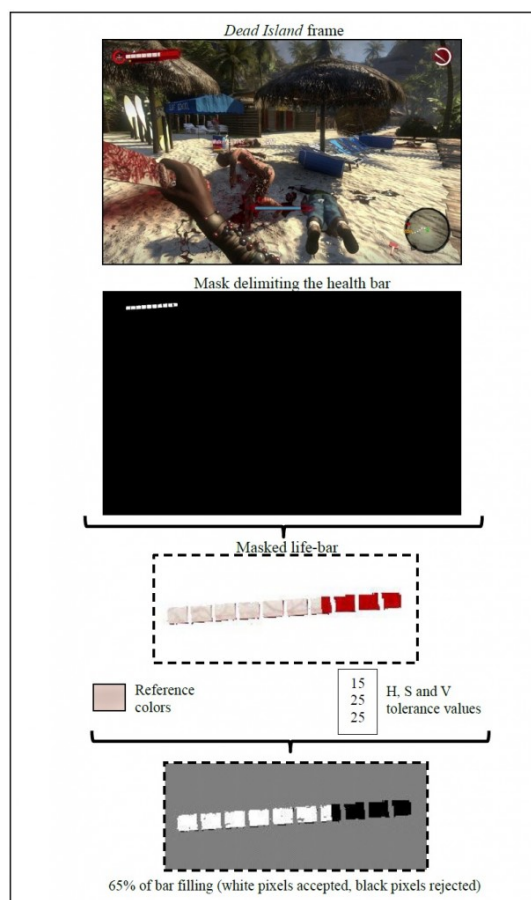 Dead Island frame
Mask delimiting the health bar
Masked life-bar
Reference
colors
15
25
25
H, S and V
tolerance values
65% of bar filling (white pixels accepted, black pixels rejected)